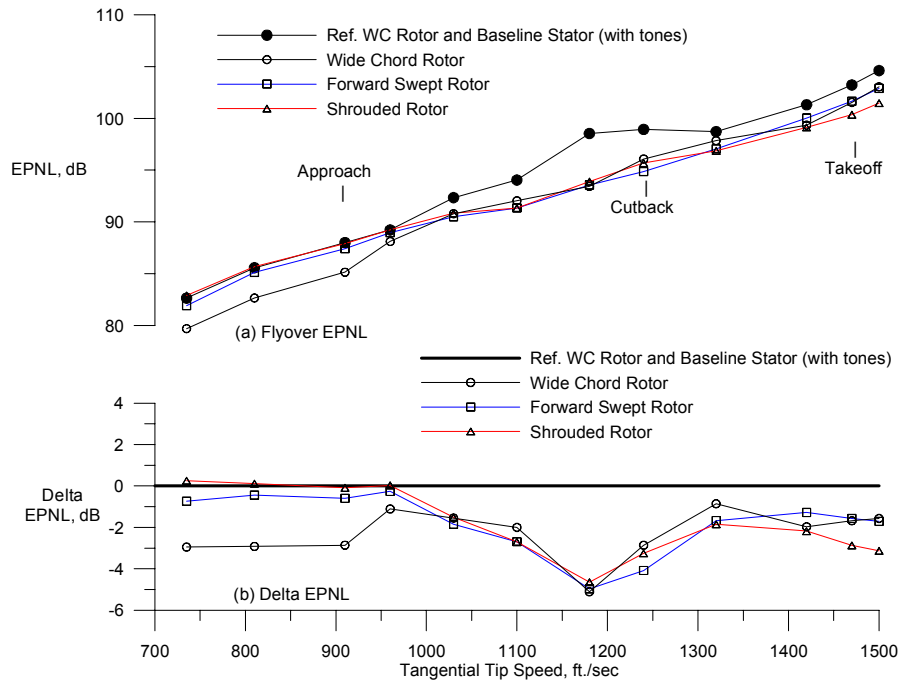 110
105
100
90
80
EPNL, dB
Ref. WC Rotor and Baseline Stator (with tones)
Wide Chord Rotor
Forward Swept Rotor
Shrouded Rotor
Approach
Cutback
Takeoff
(a) Flyover EPNL
Ref. WC Rotor and Baseline Stator (with tones)
Wide Chord Rotor
Forward Swept Rotor
Shrouded Rotor
4
2
0
-2
-4
-6
Delta
EPNL, dB
(b) Delta EPNL
700 800 900 1000 1100 1200 1300 1400 1500
Tangential Tip Speed, ft./sec